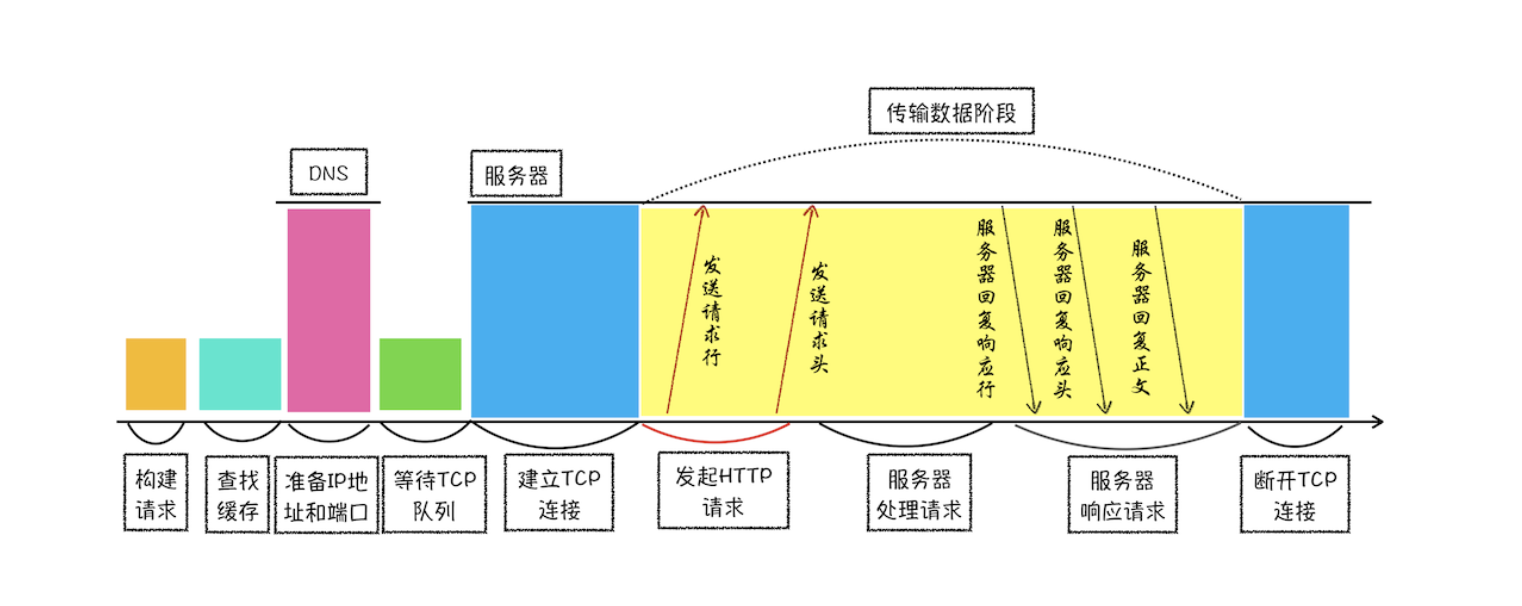 传输数据阶段
DNS
服务器
发送请求行
发送请求头
服务器回复响应行
服务器回复响应头
服务器回复正文
构建
请求
查找
缓存
准备IP地
址和端口
等待TCP
队列
建立TCP
连接
发起HTTP
请求
服务器
处理请求
服务器
响应请求
断开TCP
连接